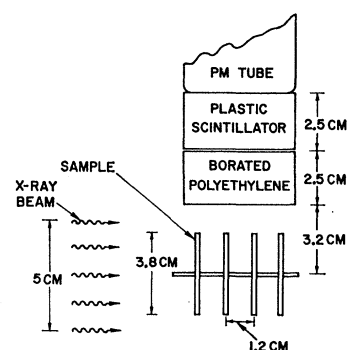 PM TUBE
PLASTIC
SCINTILLATOR
2.5 CM
SAMPLE
BORATED
POLYETHYLENE
2.5 CM
X-RAY
BEAM
3.2 CM
3.8 CM
5 CM
1.2 CM